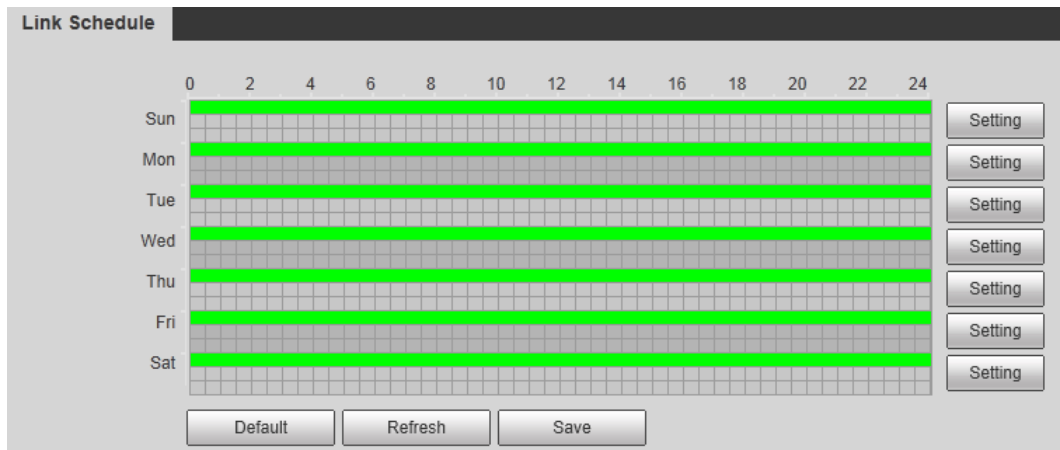 Link Schedule
0 2 4 6 8 10 12 14 16 18 20 22 24
Sun Setting
Mon Setting
Tue Setting
Wed Setting
Thu Setting
Fri Setting
Sat Setting
Default Refresh Save